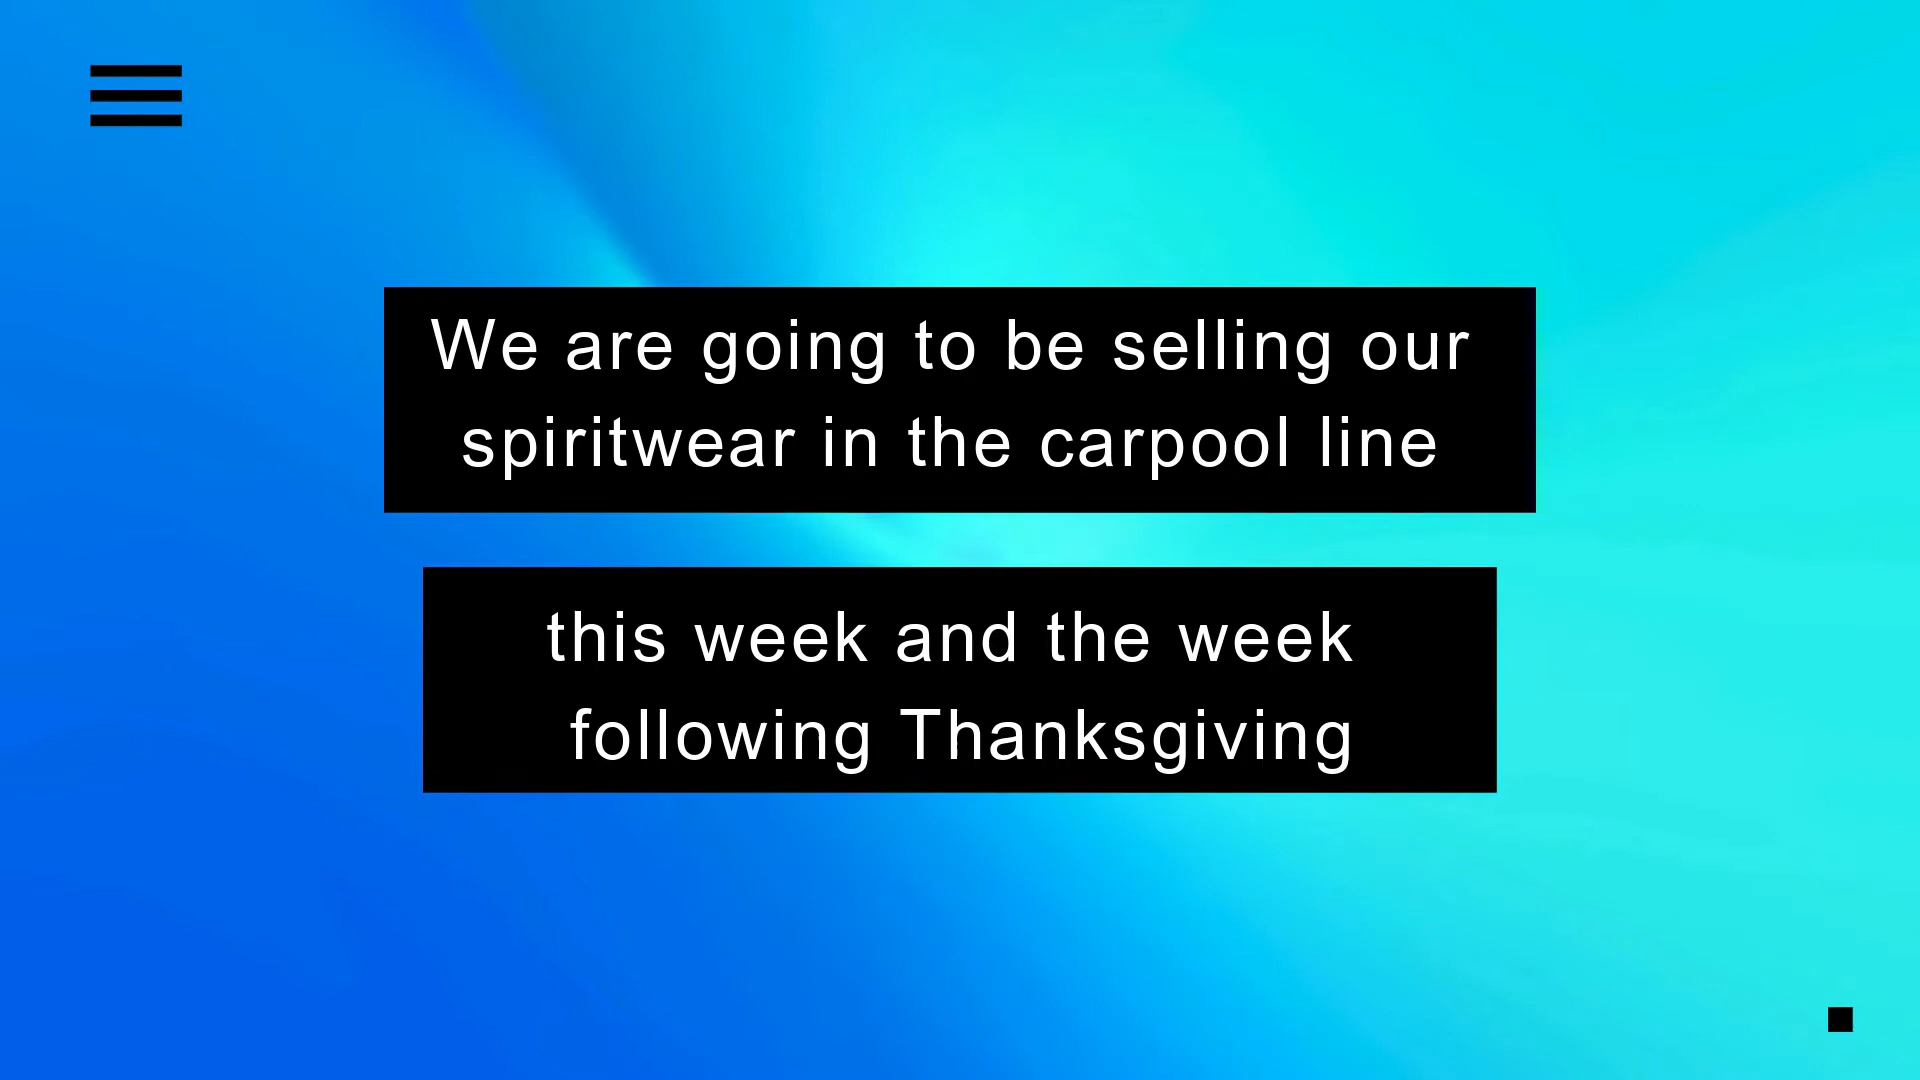 We are going to be selling our
spiritwear in the carpool line
this week and the week
following Thanksgiving